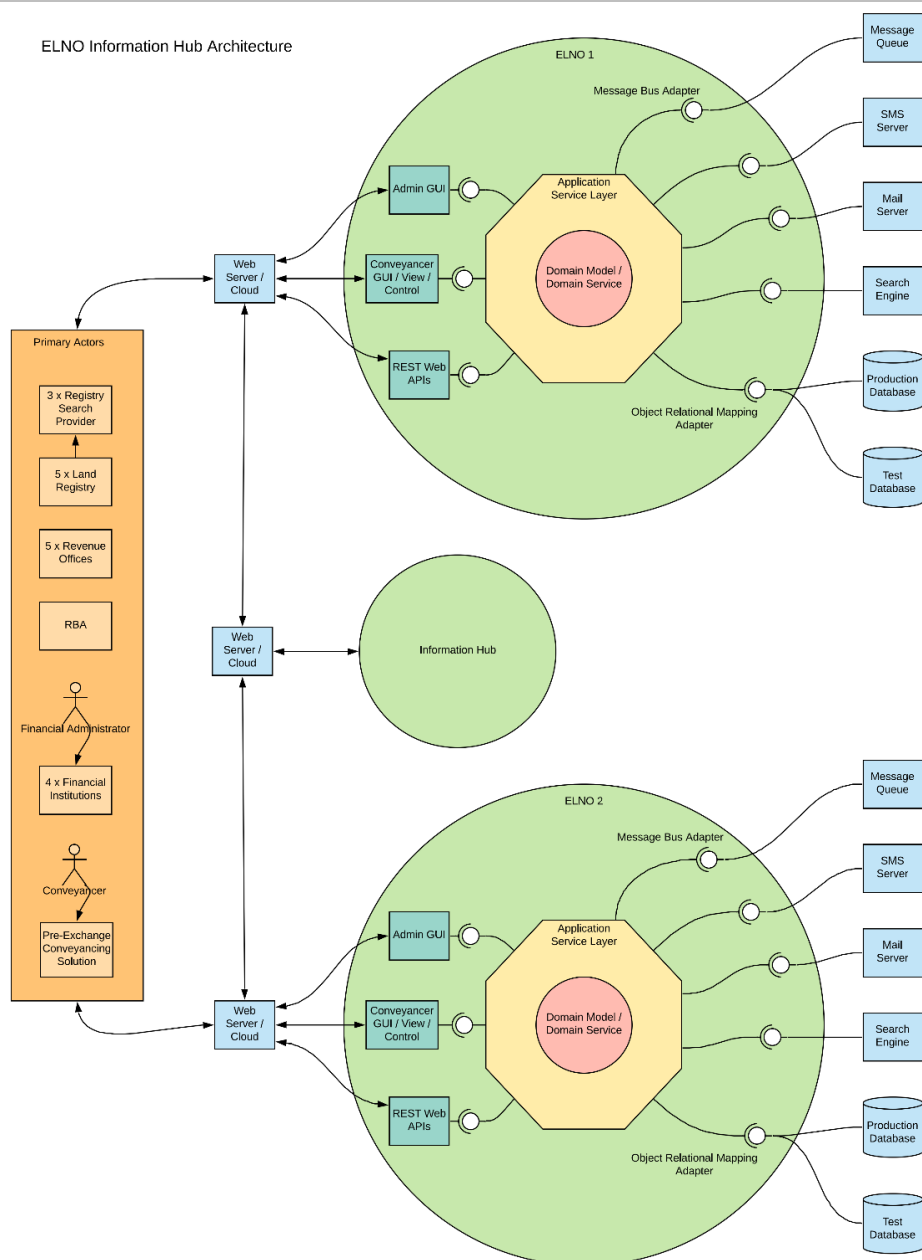 ELNO Information Hub Architecture
ELNO 1
Message Bus Adapter
Message
Queue
SMS
Server
Admin GUI
Application
Service Layer
Mail
Server
Web
Server /
Cloud
Conveyancer
GUI / View /
Control
Domain Model /
Domain Service
Search
Engine
REST Web
APIs
Production
Database
Object Relational Mapping
Adapter
Test
Database
Primary Actors
3 x Registry
Search
Provider
5 x Land
Registry
5 x Revenue
Offices
RBA
Financial Administrator
4 x Financial
Institutions
Conveyancer
Pre-Exchange
Conveyancing
Solution
Web
Server /
Cloud
Information Hub
ELNO 2
Message Bus Adapter
Message
Queue
SMS
Server
Admin GUI
Application
Service Layer
Mail
Server
Web
Server /
Cloud
Conveyancer
GUI / View /
Control
Domain Model /
Domain Service
Search
Engine
REST Web
APIs
Production
Database
Object Relational Mapping
Adapter
Test
Database